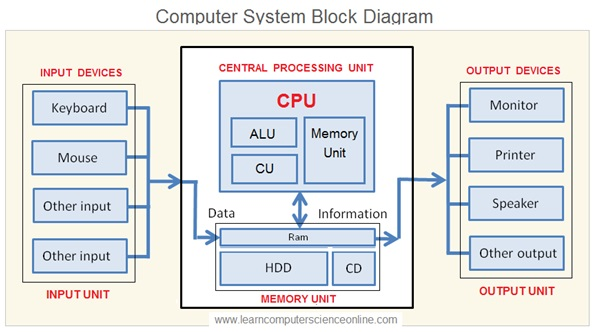 Computer System Block Diagram
INPUT DEVICES
Keyboard
Mouse
Other input
Other input
INPUT UNIT
CENTRAL PROCESSING UNIT
CPU
ALU
CU
Memory
Unit
Data
Information
Ram
HDD
CD
MEMORY UNIT
OUTPUT DEVICES
Monitor
Printer
Speaker
Other output
OUTPUT UNIT
www.learncomputerscienceonline.com